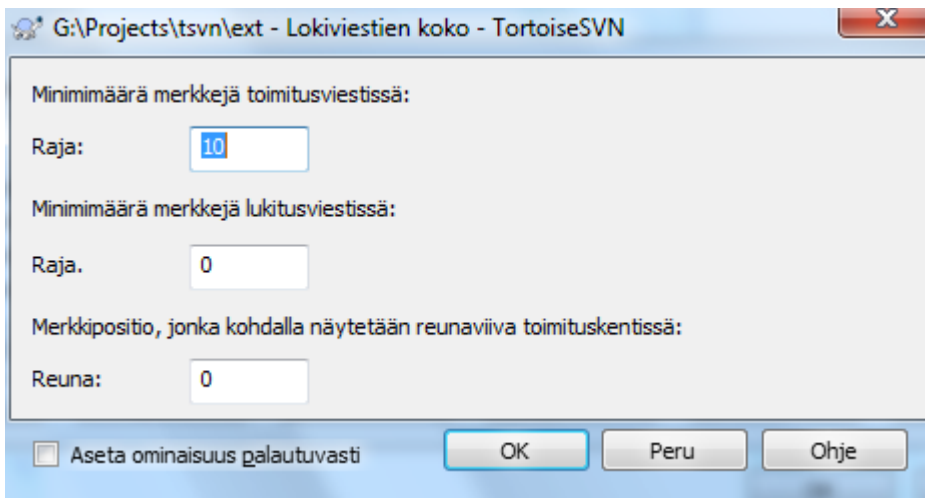 G:\Projects\tsvn\ext - Lokiviestien koko - TortoiseSVN
Minimimäärä merkkejä toimitusviestissä:
Raja: 10
Minimimäärä merkkejä lukitusviestissä:
Raja. 0
Merkkipositio, jonka kohdalla näytetään reunaviiva toimituskentissä:
Reuna: 0
Aseta ominaisuus palautuvasti OK Peru Ohje